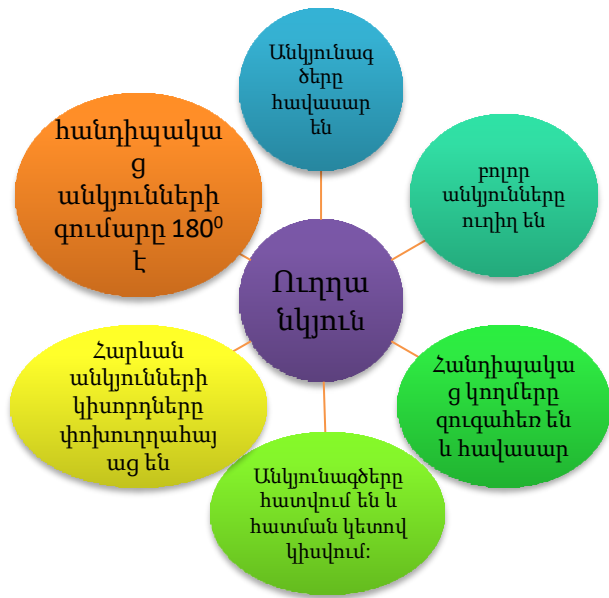 Անկյունագ
ծերը
հավասար
են
բոլոր
անկյունները
ուղիղ են
Հանդիպակա
ց կողմերը
զուգահեռ են
և հավասար
Անկյունագծերը
հատվում են և
հատման կետով
կիսվում:
Հարևան
անկյունների
կիսորդները
փոխուղղահայ
աց են
հանդիպակա
ց
անկյունների
գումարը 180⁰
է
Ուղղա
նկյուն